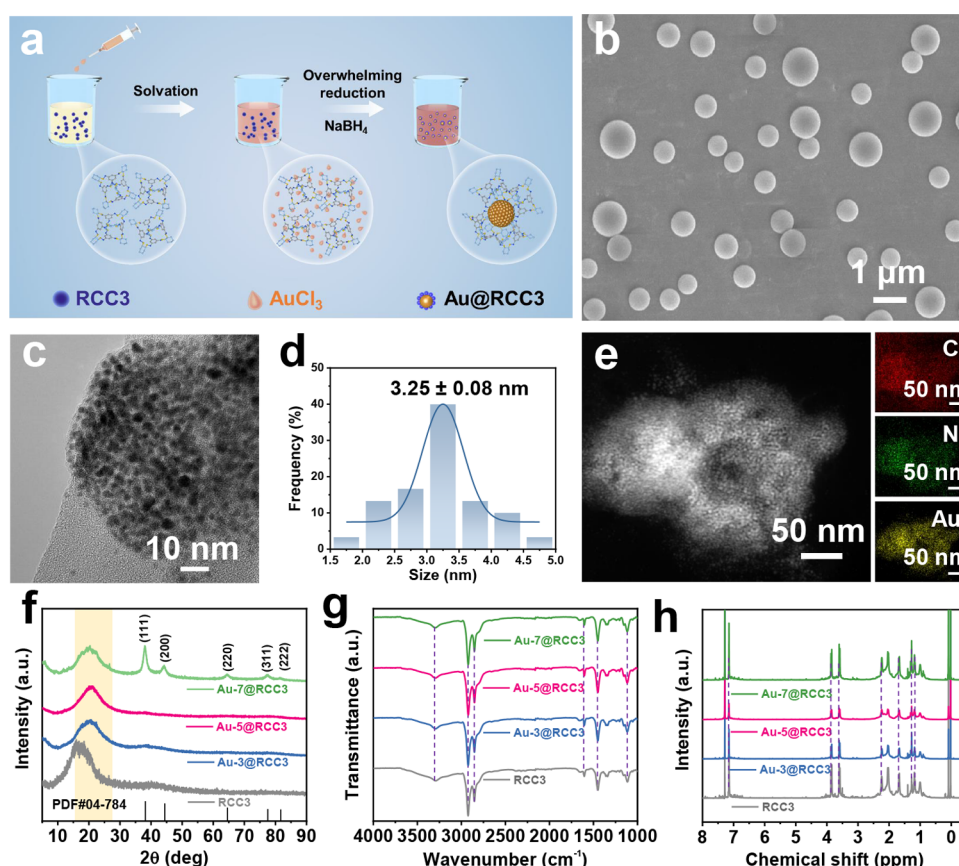 a
Solvation
Overwhelming
reduction
NaBH₄
RCC3
AuCl₃
Au@RCC3
b
1 μm
c
10 nm
d
3.25 ± 0.08 nm
Frequency (%)
50
40
30
20
10
0
1.5 2.0 2.5 3.0 3.5 4.0 4.5 5.0
Size (nm)
e
50 nm
C
50 nm
N
50 nm
Au
50 nm
f
Intensity (a.u.)
(111)
(200)
(220)
(311)
(222)
Au-7@RCC3
Au-5@RCC3
Au-3@RCC3
RCC3
PDF#04-784
10 20 30 40 50 60 70 80 90
2θ (deg)
g
Transmittance (a.u.)
Au-7@RCC3
Au-5@RCC3
Au-3@RCC3
RCC3
4000 3500 3000 2500 2000 1500 1000
Wavenumber (cm⁻¹)
h
Intensity (a.u.)
Au-7@RCC3
Au-5@RCC3
Au-3@RCC3
RCC3
8 7 6 5 4 3 2 1 0
Chemical shift (ppm)